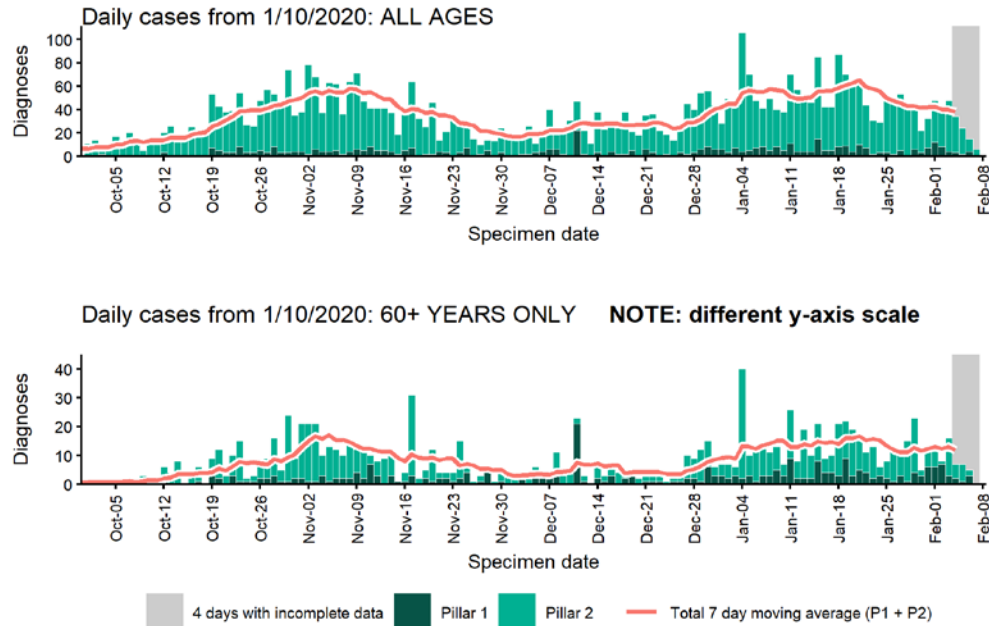 Daily cases from 1/10/2020: ALL AGES
Diagnoses
100
80
60
40
20
0
Oct-05 Oct-12 Oct-19 Oct-26 Nov-02 Nov-09 Nov-16 Nov-23 Nov-30 Dec-07 Dec-14 Dec-21 Dec-28 Jan-04 Jan-11 Jan-18 Jan-25 Feb-01 Feb-08
Specimen date
Daily cases from 1/10/2020: 60+ YEARS ONLY NOTE: different y-axis scale
Diagnoses
40
30
20
10
0
Oct-05 Oct-12 Oct-19 Oct-26 Nov-02 Nov-09 Nov-16 Nov-23 Nov-30 Dec-07 Dec-14 Dec-21 Dec-28 Jan-04 Jan-11 Jan-18 Jan-25 Feb-01 Feb-08
Specimen date
4 days with incomplete data Pillar 1 Pillar 2 Total 7 day moving average (P1 + P2)